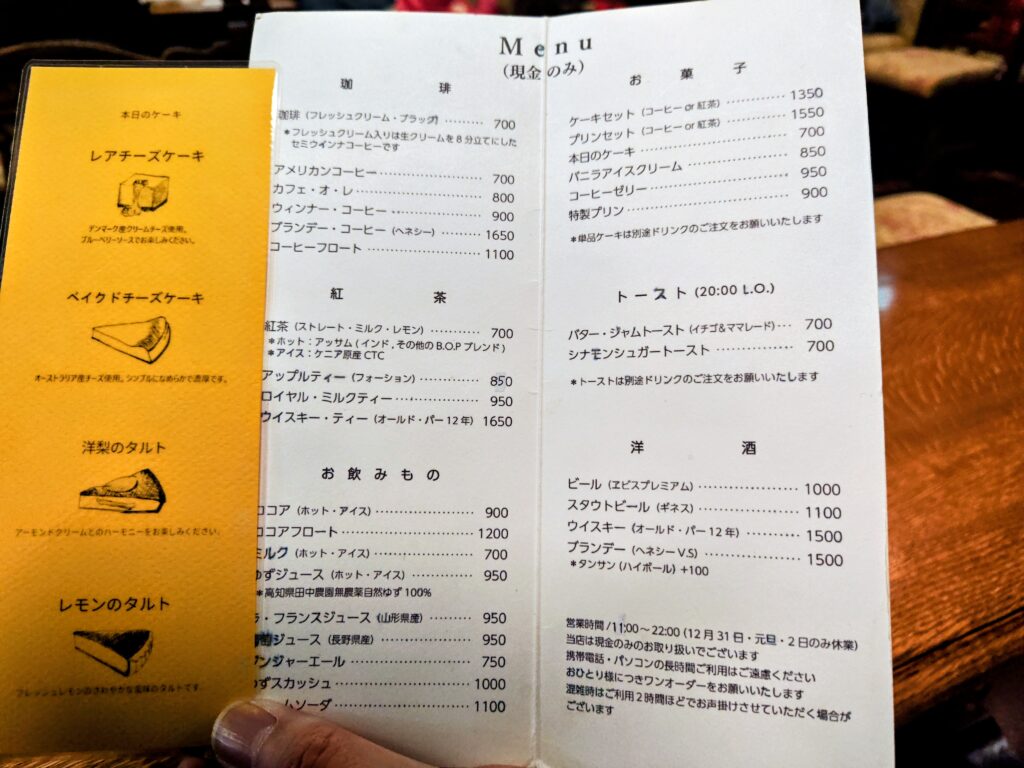 本日のケーキ
レアチーズケーキ
デンマーク産クリームチーズ使用。
ブルーベリーソースでお楽しみください。
ベイクドチーズケーキ
オーストラリア産チーズ使用。シンプルになめらかで濃厚です。
洋梨のタルト
アーモンドクリームとのハーモニーをお楽しみください。
レモンのタルト
フレッシュレモンのさわやかな風味のタルトです。
Menu
(現金のみ)
珈琲
珈琲 (フレッシュクリーム・ブラック) 700
*フレッシュクリーム入りは生クリームを8分立てにした
セミウインナコーヒーです
アメリカンコーヒー 700
カフェ・オ・レ 800
ウィンナー・コーヒー 900
ブランデー・コーヒー (ヘネシー) 1650
コーヒーフロート 1100
紅茶
紅茶 (ストレート・ミルク・レモン) 700
*ホット:アッサム(インド,その他のB.O.Pブレンド)
*アイス:ケニア原産CTC
アップルティー (フォーション) 850
ロイヤル・ミルクティー 950
ウイスキー・ティー (オールド・パー12年) 1650
お飲みもの
ココア (ホット・アイス) 900
ココアフロート 1200
ミルク (ホット・アイス) 700
ゆずジュース (ホット・アイス) 950
*高知県田中農園無農薬自然ゆず100%
ラ・フランスジュース (山形県産) 950
ジュース (長野県産) 950
ジンジャーエール 750
ゆずスカッシュ 1000
ームソーダ 1100
お菓子
ケーキセット (コーヒーor紅茶) 1350
プリンセット (コーヒーor紅茶) 1550
本日のケーキ 700
バニラアイスクリーム 850
コーヒーゼリー 950
特製プリン 900
*単品ケーキは別途ドリンクのご注文をお願いいたします
トースト (20:00 L.O.)
バター・ジャムトースト (イチゴ&ママレード) 700
シナモンシュガートースト 700
*トーストは別途ドリンクのご注文をお願いいたします
洋酒
ビール (ヱビスプレミアム) 1000
スタウトビール (ギネス) 1100
ウイスキー (オールド・パー12年) 1500
ブランデー (ヘネシーV.S) 1500
*タンサン(ハイボール) +100
営業時間/11:00~22:00 (12月31日・元旦・2日のみ休業)
当店は現金のみのお取り扱いでございます
携帯電話・パソコンの長時間ご利用はご遠慮ください
おひとり様につきワンオーダーをお願いいたします
混雑時はご利用2時間ほどでお声掛けさせていただく場合が
ございます